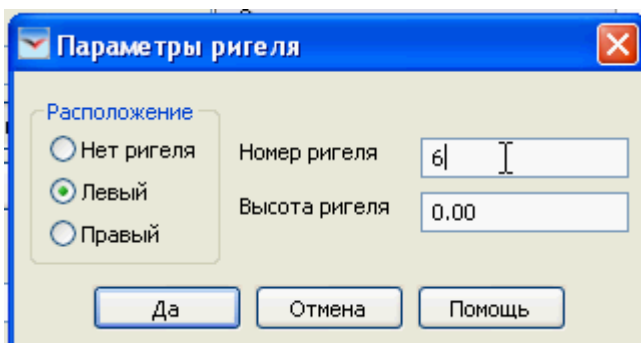 Параметры ригеля
Расположение
Нет ригеля
Левый
Правый
Номер ригеля 6
Высота ригеля 0.00
Да Отмена Помощь